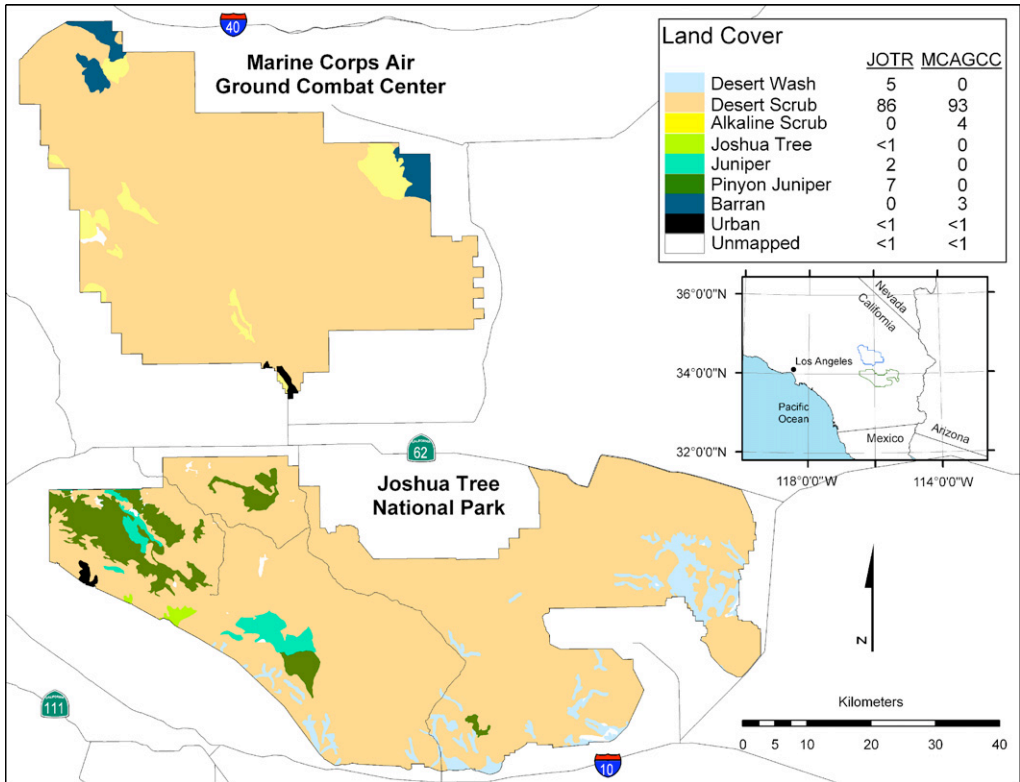 40
Marine Corps Air
Ground Combat Center
Land Cover
JOTR MCAGCC
Desert Wash 5 0
Desert Scrub 86 93
Alkaline Scrub 0 4
Joshua Tree <1 0
Juniper 2 0
Pinyon Juniper 7 0
Barran 0 3
Urban <1 <1
Unmapped <1 <1
36°0'0"N
34°0'0"N
32°0'0"N
Nevada
California
Los Angeles
Pacific
Ocean
Mexico
Arizona
118°0'0"W 114°0'0"W
CALIFORNIA
62
Joshua Tree
National Park
N
CALIFORNIA
111
10
Kilometers
0 5 10 20 30 40